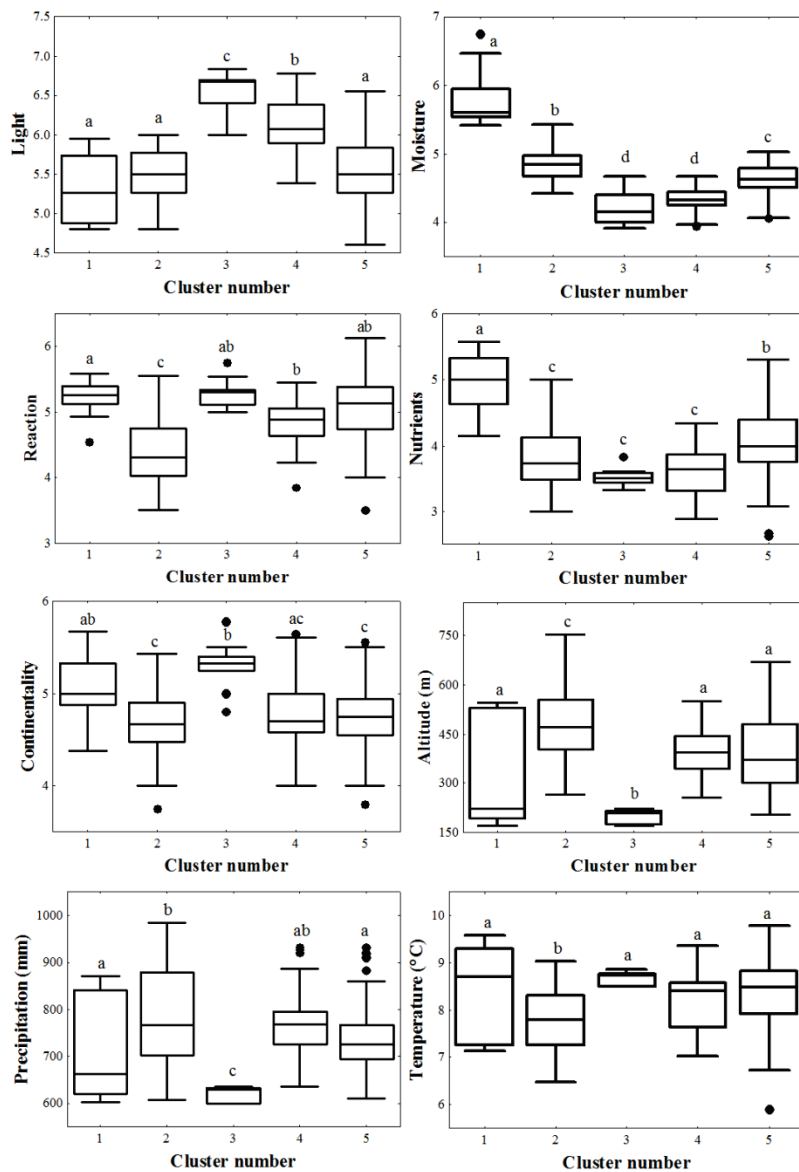 7.5
7.0
6.5
6.0
5.5
5.0
4.5
Light
a
a
c
b
a
1 2 3 4 5
Cluster number
7
6
5
4
Moisture
a
b
d
d
c
1 2 3 4 5
Cluster number
6
5
4
3
Reaction
a
c
ab
b
ab
1 2 3 4 5
Cluster number
6
5
4
3
Nutrients
a
c
c
c
b
1 2 3 4 5
Cluster number
6
5
4
Continentality
ab
c
b
ac
c
1 2 3 4 5
Cluster number
750
600
450
300
150
Altitude (m)
a
c
b
a
a
1 2 3 4 5
Cluster number
1000
900
800
700
600
Precipitation (mm)
a
b
c
ab
a
1 2 3 4 5
Cluster number
10
9
8
7
6
Temperature (°C)
a
b
a
a
a
1 2 3 4 5
Cluster number